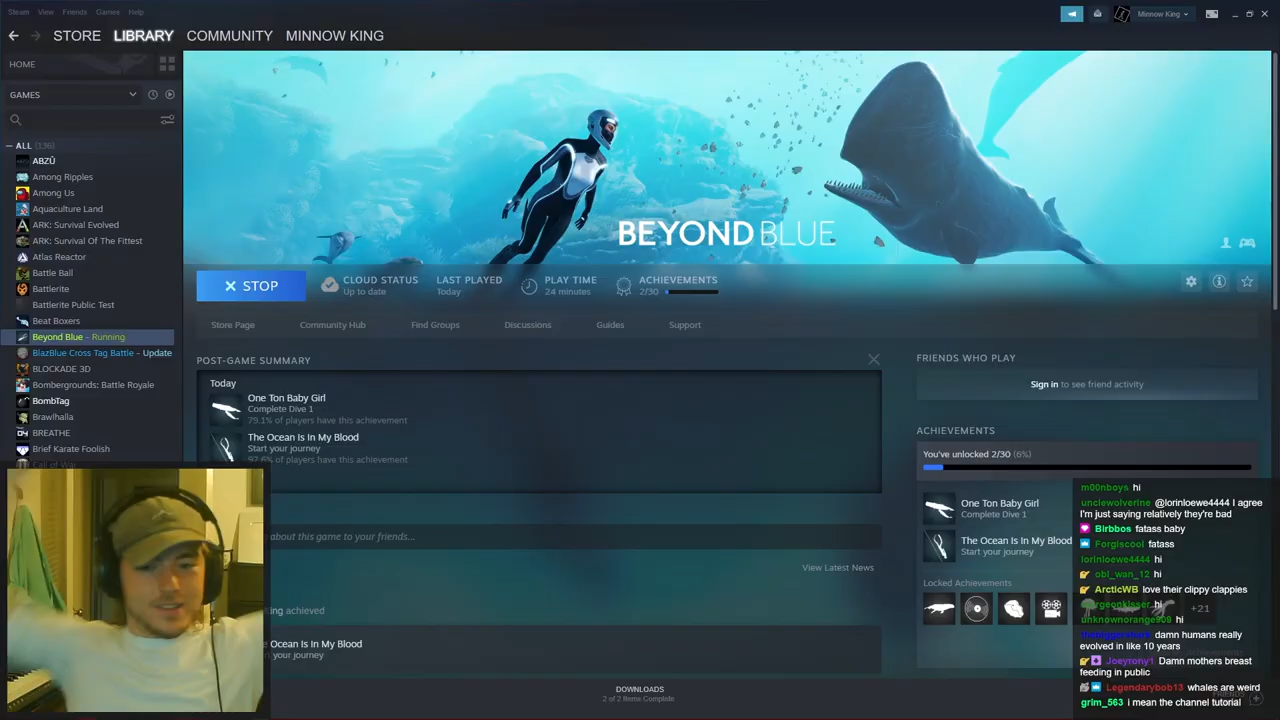 Steam View Friends Games Help
Minnow King
STORE LIBRARY COMMUNITY MINNOW KING
HOME
GAMES
ALL (136)
ABZÛ
Among Ripples
Among Us
Aquaculture Land
ARK: Survival Evolved
ARK: Survival Of The Fittest
Atlas Reactor
Battle Ball
Battlerite
Battlerite Public Test
Beat Boxers
Beyond Blue - Running
BlazBlue Cross Tag Battle - Update
BLOCKADE 3D
Bombergrounds: Battle Royale
BombTag
Brawlhalla
BREATHE
Brief Karate Foolish
Call of War
BEYOND BLUE
STOP
CLOUD STATUS
Up to date
LAST PLAYED
Today
PLAY TIME
24 minutes
ACHIEVEMENTS
2/30
Store Page Community Hub Find Groups Discussions Guides Support
POST-GAME SUMMARY
Today
One Ton Baby Girl
Complete Dive 1
79.1% of players have this achievement
The Ocean Is In My Blood
Start your journey
97.6% of players have this achievement
about this game to your friends...
View Latest News
achieved
Ocean Is In My Blood
your journey
FRIENDS WHO PLAY
Sign in to see friend activity
ACHIEVEMENTS
You've unlocked 2/30 (6%)
One Ton Baby Girl
Complete Dive 1
The Ocean Is In My Blood
Start your journey
Locked Achievements
+21
m00nboys hi
unclewolverine @lorinloewe4444 I agree
I'm just saying relatively they're bad
Birbbos fatass baby
Forgiscool fatass
lorinloewe4444 hi
obi_wan_12 hi
ArcticWB love their clippy clappies
hi
unknownorange909 hi
damn humans really
evolved in like 10 years
Joeyrony1 Damn mothers breast
feeding in public
Legendarybob13 whales are weird
grim_563 i mean the channel tutorial
DOWNLOADS
2 of 2 Items Complete